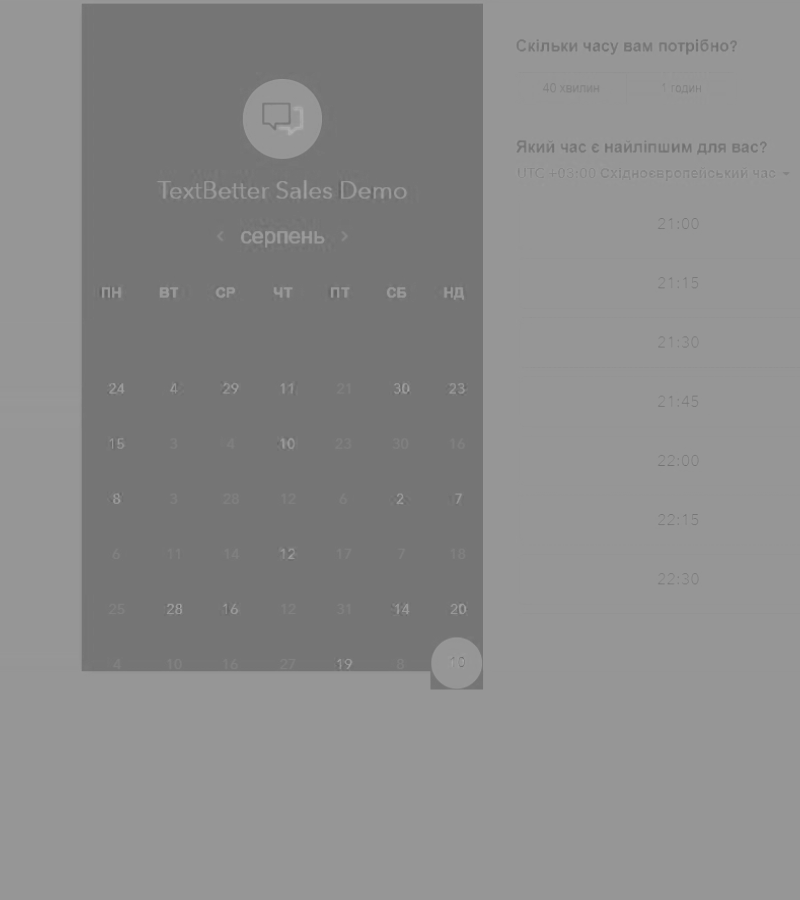 TextBetter Sales Demo
серпень
ПН ВТ СР ЧТ ПТ СБ НД
24 4 29 11 21 30 23
15 3 4 10 23 30 16
8 3 28 12 6 2 7
6 11 14 12 17 7 18
25 28 16 12 31 14 20
4 10 16 27 19 8
Скільки часу вам потрібно?
40 хвилин 1 годин
Який час є найліпшим для вас?
UTC +03:00 Східноєвропейський час
21:00
21:15
21:30
21:45
22:00
22:15
22:30